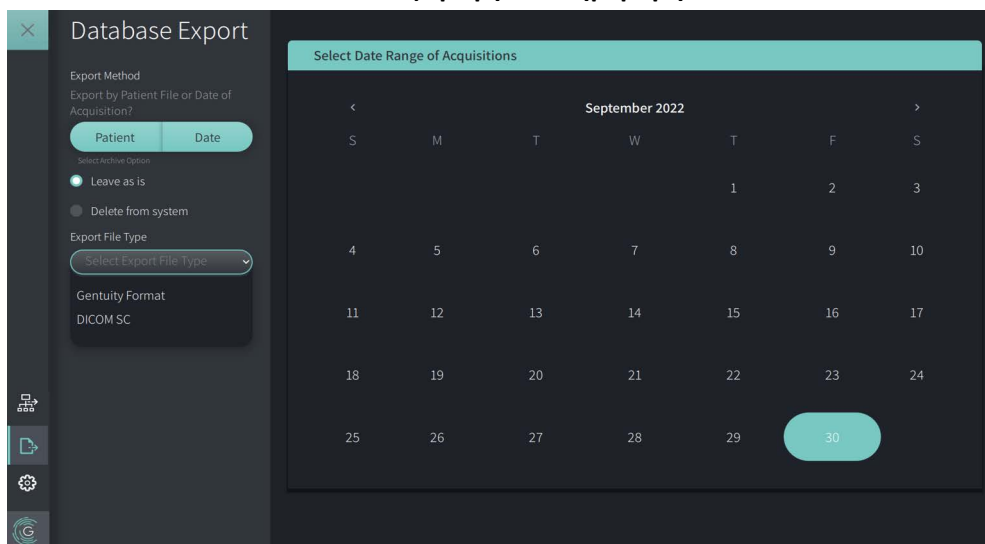 Database Export
Export Method
Export by Patient File or Date of
Acquisition?
Patient Date
Select Archive Option
Leave as is
Delete from system
Export File Type
Select Export File Type
Gentuity Format
DICOM SC
Select Date Range of Acquisitions
September 2022
S M T W T F S
1 2 3
4 5 6 7 8 9 10
11 12 13 14 15 16 17
18 19 20 21 22 23 24
25 26 27 28 29 30
G